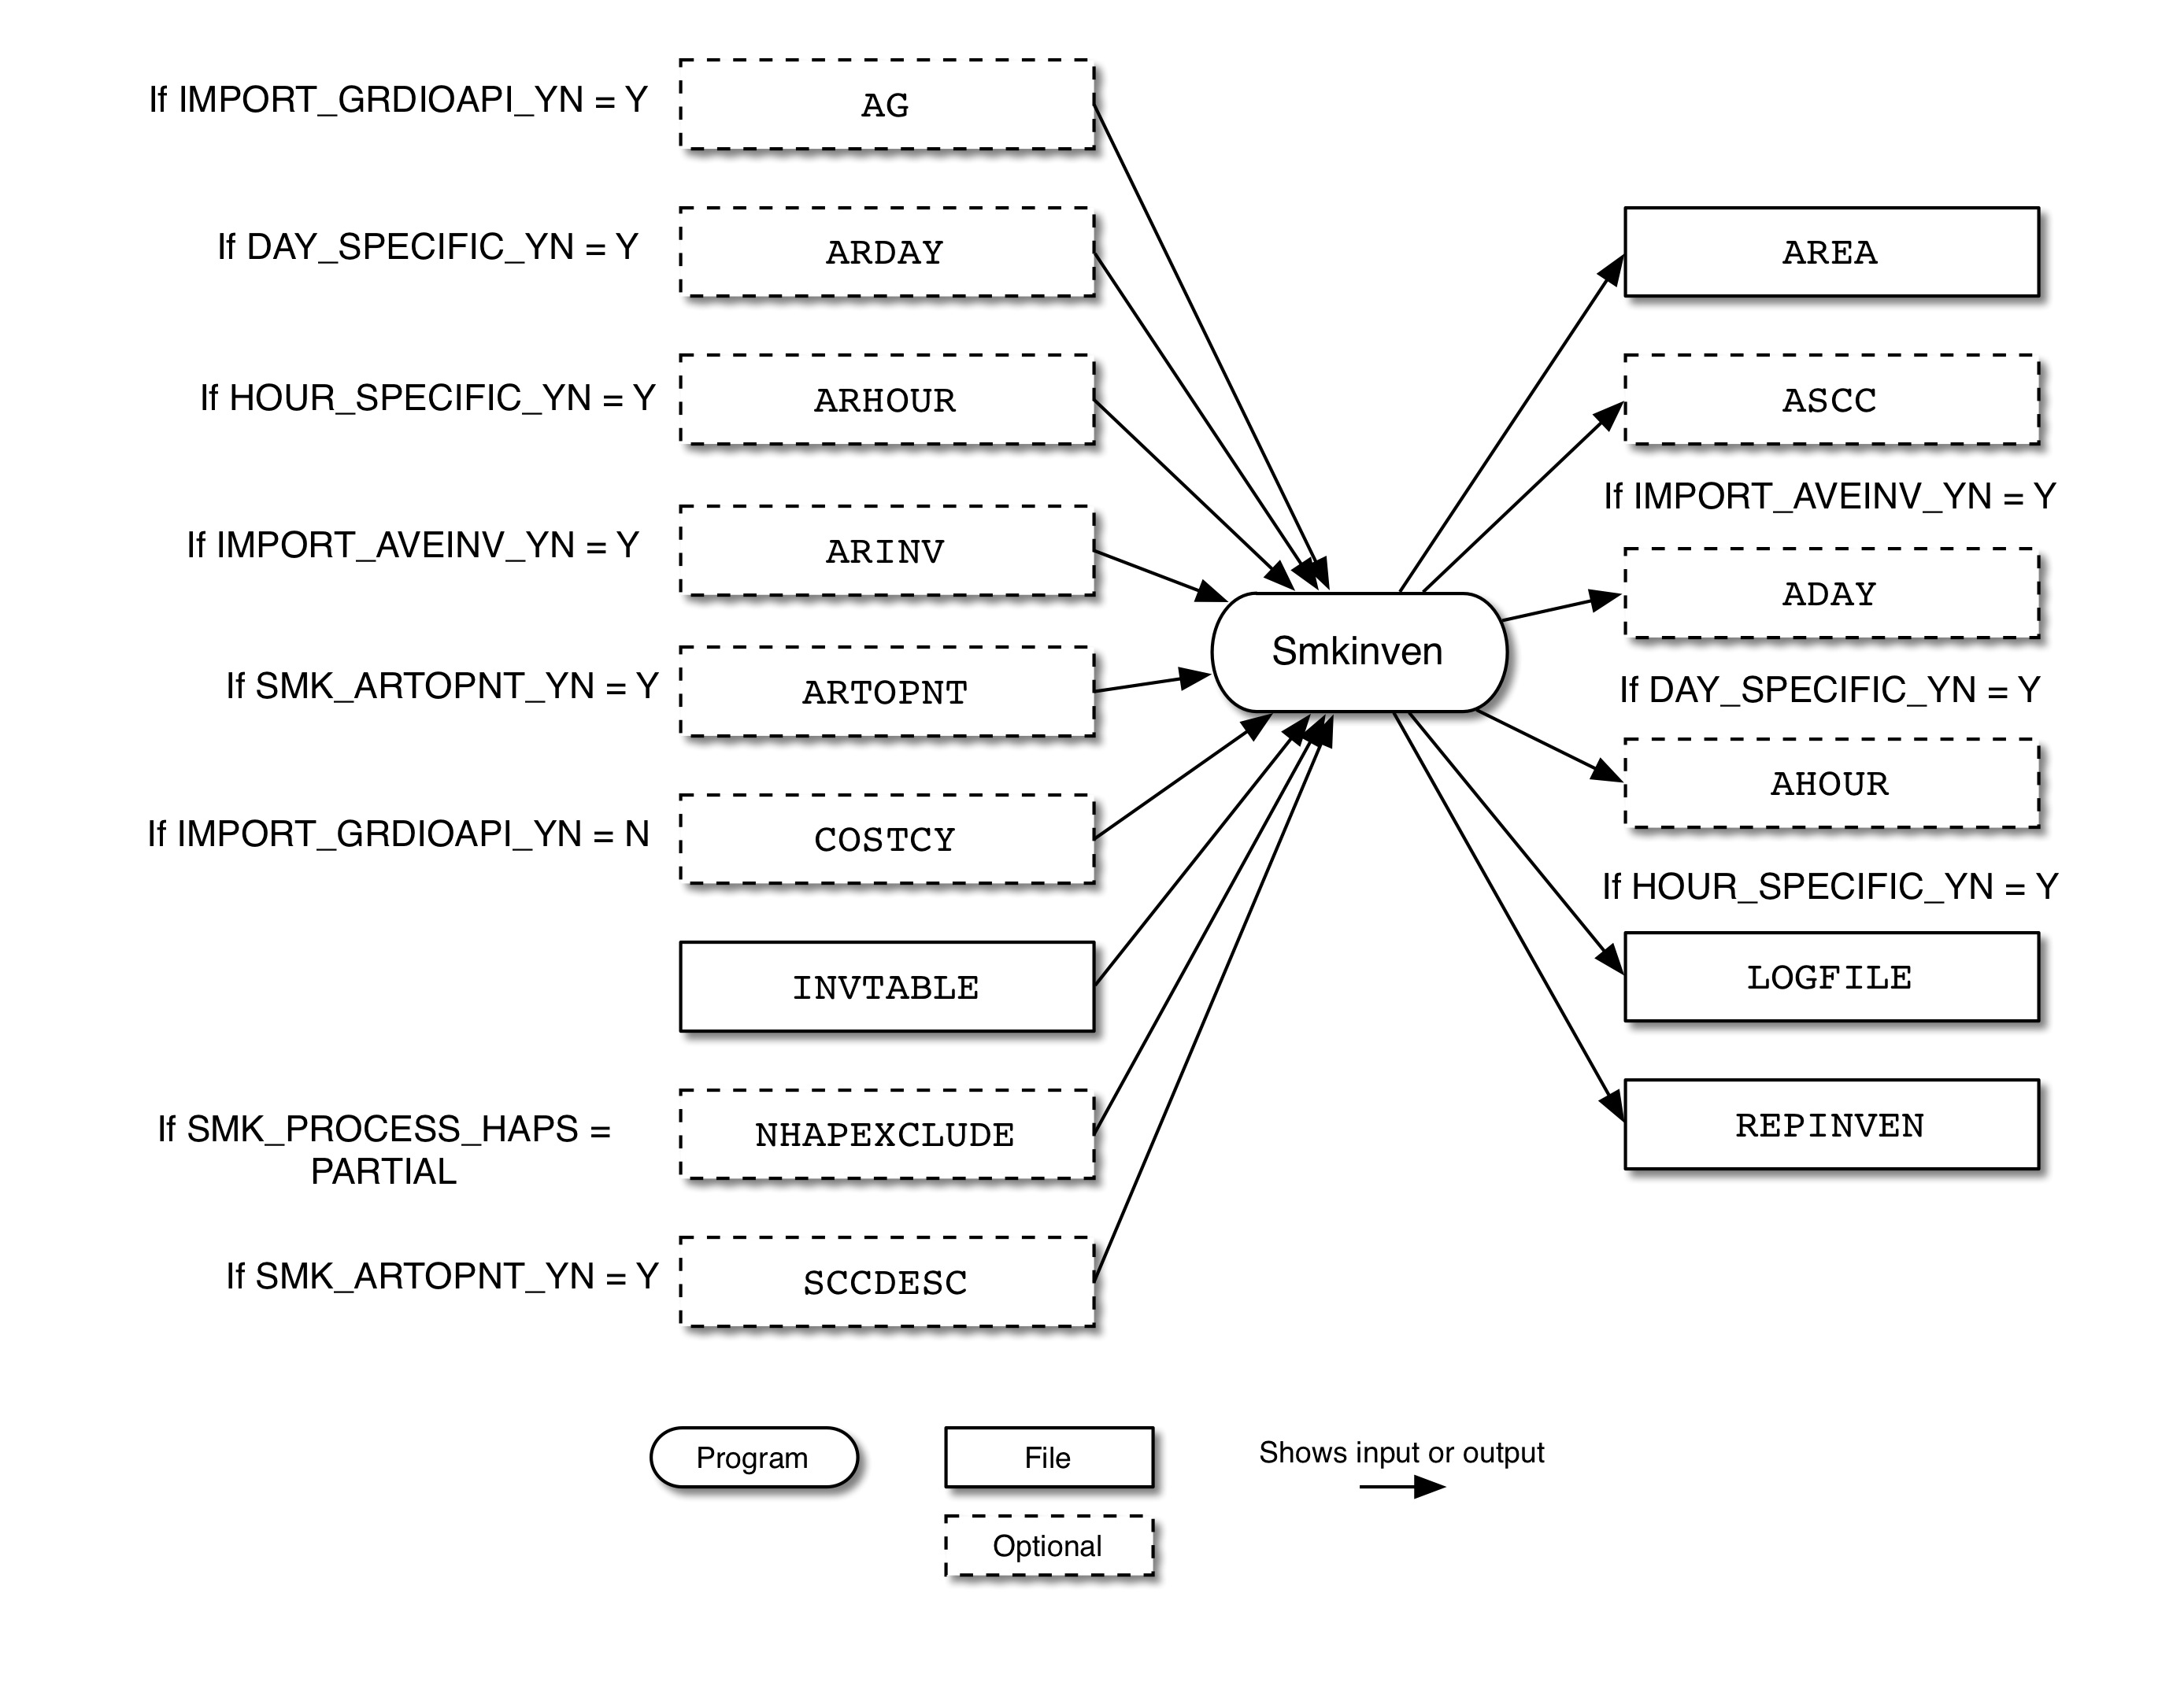 If IMPORT_GRDIOAPI_YN = Y
AG
If DAY_SPECIFIC_YN = Y
ARDAY
If HOUR_SPECIFIC_YN = Y
ARHOUR
If IMPORT_AVEINV_YN = Y
ARINV
If SMK_ARTOPNT_YN = Y
ARTOPNT
If IMPORT_GRDIOAPI_YN = N
COSTCY
INVTABLE
If SMK_PROCESS_HAPS =
PARTIAL
NHAPEXCLUDE
If SMK_ARTOPNT_YN = Y
SCCDESC
Smkinven
AREA
ASCC
If IMPORT_AVEINV_YN = Y
ADAY
If DAY_SPECIFIC_YN = Y
AHOUR
If HOUR_SPECIFIC_YN = Y
LOGFILE
REPINVEN
Program
File
Optional
Shows input or output